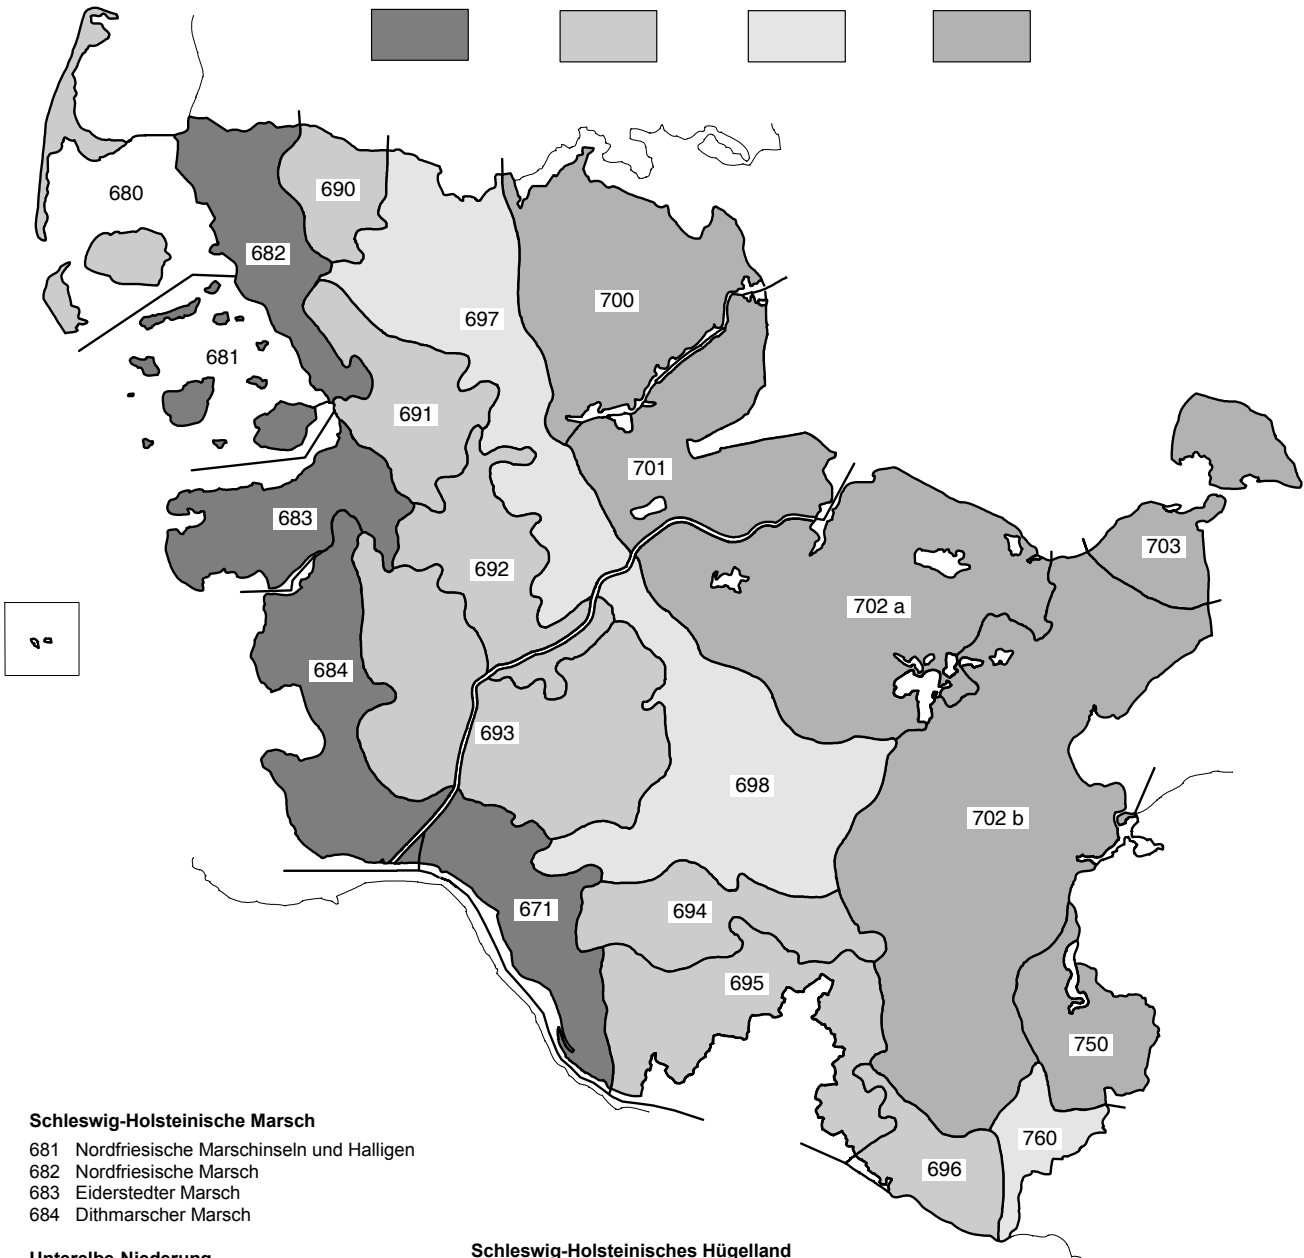 680
690
682
697
700
681
691
701
683
703
692
702 a
684
693
698
702 b
671
694
695
750
760
696
Schleswig-Holsteinische Marsch
681 Nordfriesische Marschinseln und Halligen
682 Nordfriesische Marsch
683 Eiderstedter Marsch
684 Dithmarscher Marsch
Unterelbe-Niederung
Schleswig-Holsteinisches Hügelland